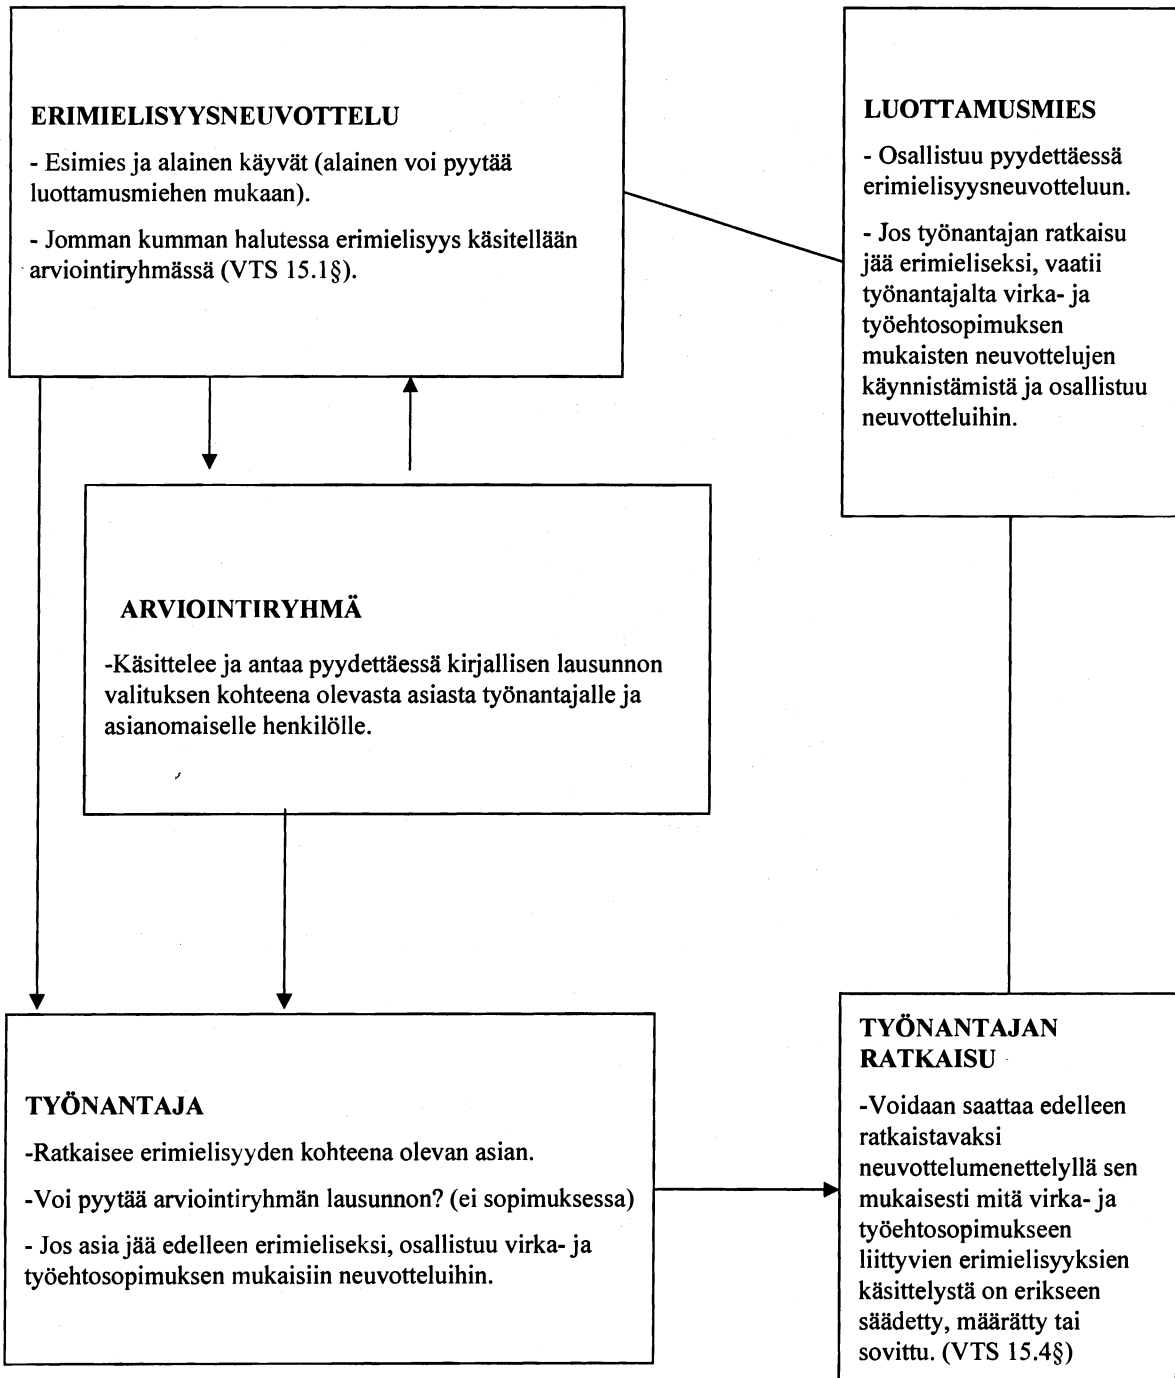 ERIMIELISYYSNEUVOTTELU
- Esimies ja alainen käyvät (alainen voi pyytää
luottamusmiehen mukaan).
- Jomman kumman halutessa erimielisyys käsitellään
arviointiryhmässä (VTS 15.1§).
LUOTTAMUSMIES
- Osallistuu pyydettäessä
erimielisyysneuvotteluun.
- Jos työnantajan ratkaisu
jää erimieliseksi, vaatii
työnantajalta virka- ja
työehtosopimuksen
mukaisten neuvottelujen
käynnistämistä ja osallistuu
neuvotteluihin.
ARVIOINTIRYHMÄ
-Käsittelee ja antaa pyydettäessä kirjallisen lausunnon
valituksen kohteena olevasta asiasta työnantajalle ja
asianomaiselle henkilölle.
TYÖNANTAJA
-Ratkaisee erimielisyyden kohteena olevan asian.
-Voi pyytää arviointiryhmän lausunnon? (ei sopimuksessa)
- Jos asia jää edelleen erimieliseksi, osallistuu virka- ja
työehtosopimuksen mukaisiin neuvotteluihin.
TYÖNANTAJAN
RATKAISU
-Voidaan saattaa edelleen
ratkaistavaksi
neuvottelumenettelyllä sen
mukaisesti mitä virka- ja
työehtosopimukseen
liittyvien erimielisyyksien
käsittelystä on erikseen
säädetty, määrätty tai
sovittu. (VTS 15.4§)